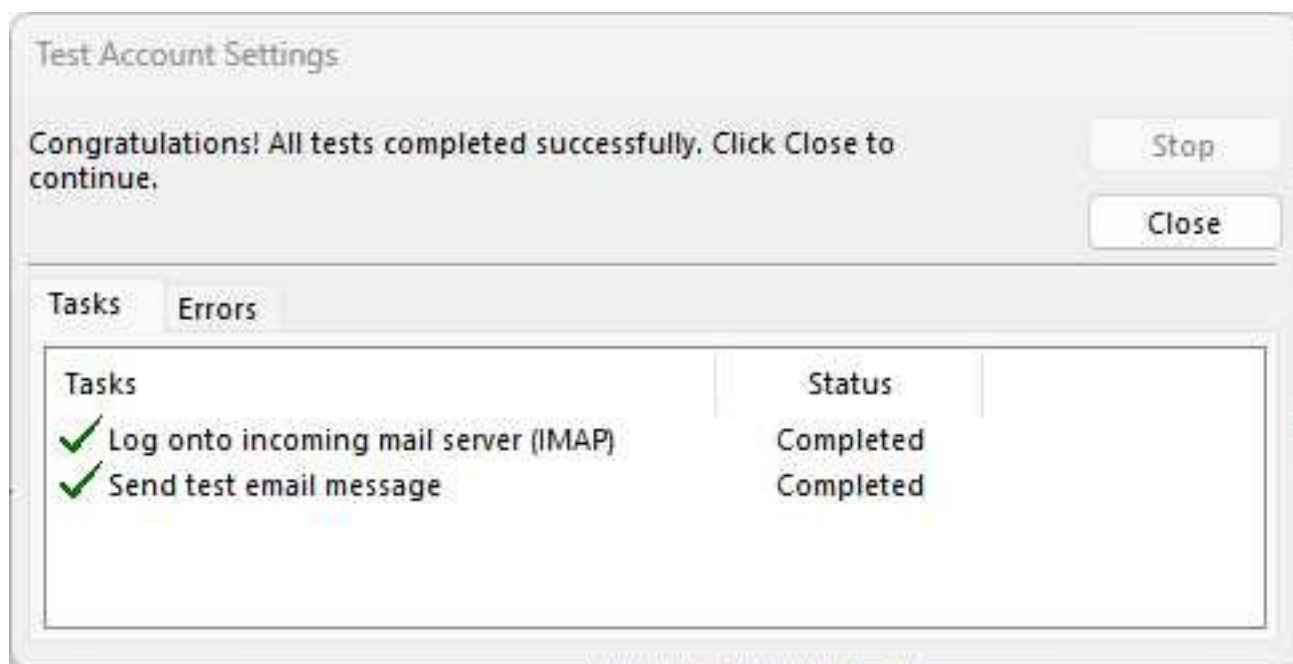 Test Account Settings
Congratulations! All tests completed successfully. Click Close to
continue.
Stop
Close
Tasks Errors
Tasks Status
Log onto incoming mail server (IMAP) Completed
Send test email message Completed